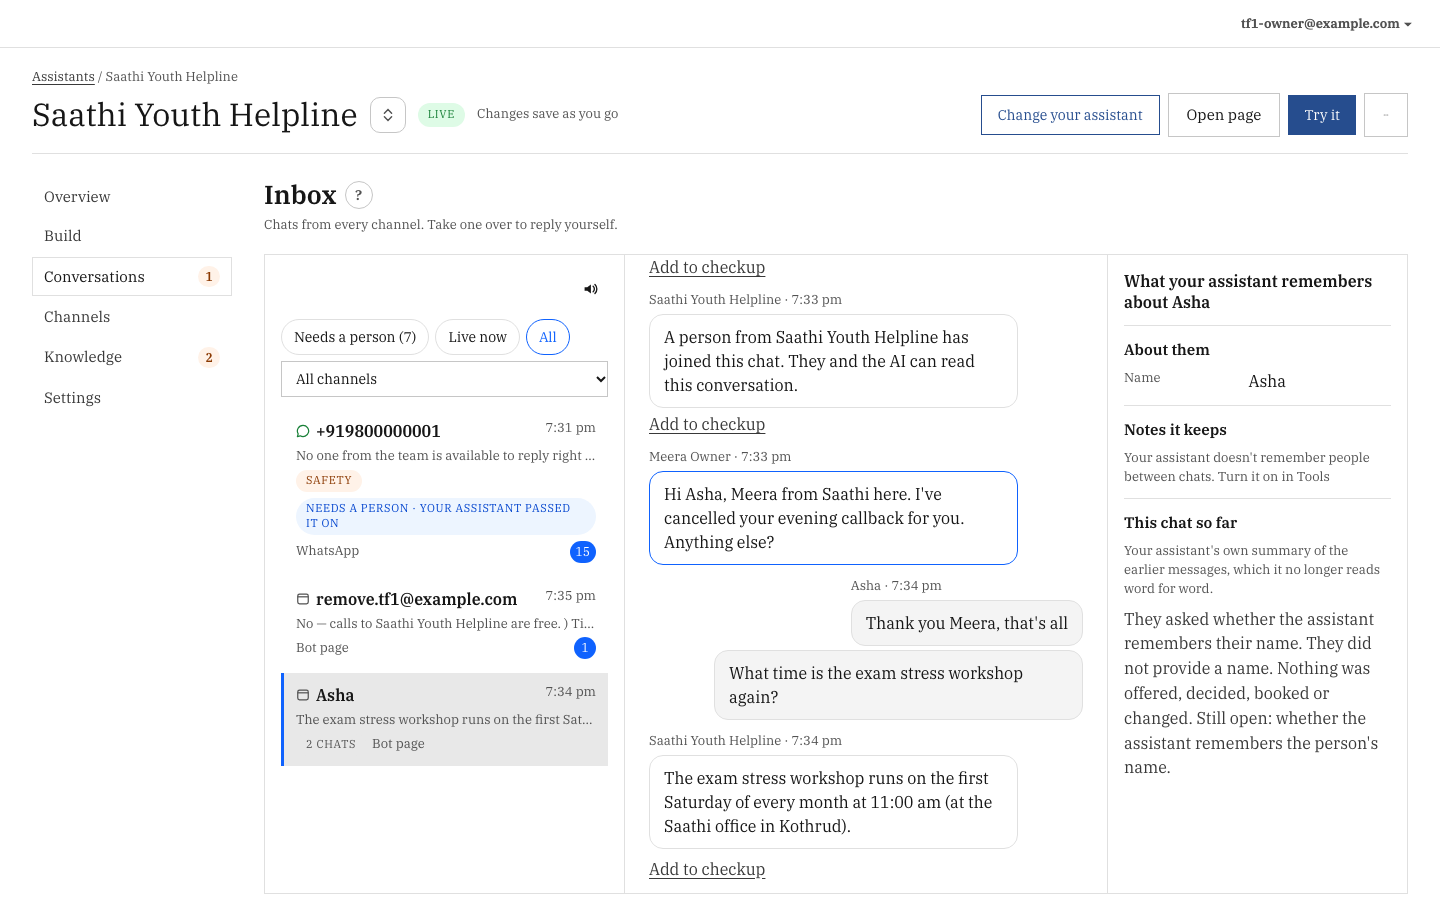 tf1-owner@example.com
Assistants / Saathi Youth Helpline
Saathi Youth Helpline
LIVE
Changes save as you go
Change your assistant
Open page
Try it
Overview
Build
Conversations 1
Channels
Knowledge 2
Settings
Inbox ?
Chats from every channel. Take one over to reply yourself.
Needs a person (7)
Live now
All
All channels
+919800000001 7:31 pm
No one from the team is available to reply right ...
SAFETY
NEEDS A PERSON · YOUR ASSISTANT PASSED
IT ON
WhatsApp 15
remove.tf1@example.com 7:35 pm
No — calls to Saathi Youth Helpline are free. ) Ti...
Bot page 1
Asha 7:34 pm
The exam stress workshop runs on the first Sat...
2 CHATS Bot page
Add to checkup
Saathi Youth Helpline · 7:33 pm
A person from Saathi Youth Helpline has
joined this chat. They and the AI can read
this conversation.
Add to checkup
Meera Owner · 7:33 pm
Hi Asha, Meera from Saathi here. I've
cancelled your evening callback for you.
Anything else?
Asha · 7:34 pm
Thank you Meera, that's all
What time is the exam stress workshop
again?
Saathi Youth Helpline · 7:34 pm
The exam stress workshop runs on the first
Saturday of every month at 11:00 am (at the
Saathi office in Kothrud).
Add to checkup
What your assistant remembers
about Asha
About them
Name Asha
Notes it keeps
Your assistant doesn't remember people
between chats. Turn it on in Tools
This chat so far
Your assistant's own summary of the
earlier messages, which it no longer reads
word for word.
They asked whether the assistant
remembers their name. They did
not provide a name. Nothing was
offered, decided, booked or
changed. Still open: whether the
assistant remembers the person's
name.